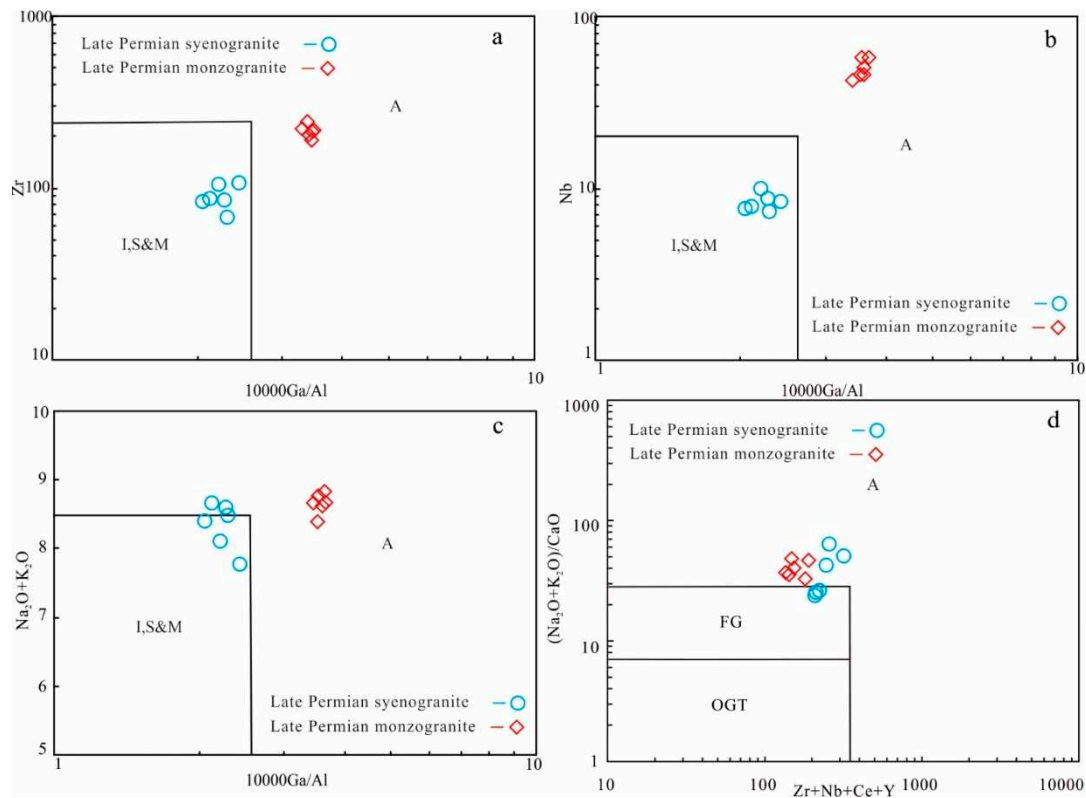 1000
a
Late Permian syenogranite
Late Permian monzogranite
A
Zr
100
I,S&M
10
10
10000Ga/Al
100
b
A
Nb
10
I,S&M
Late Permian syenogranite
Late Permian monzogranite
1
1
10
10000Ga/Al
10
c
9
A
8
Na₂O+K₂O
7
I,S&M
6
Late Permian syenogranite
Late Permian monzogranite
5
1
10
10000Ga/Al
1000
d
Late Permian syenogranite
Late Permian monzogranite
A
100
(Na₂O+K₂O)/CaO
FG
10
OGT
1
10
100
1000
10000
Zr+Nb+Ce+Y